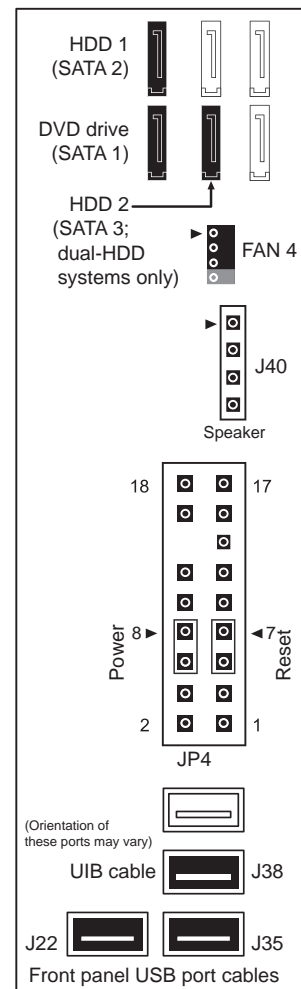 HDD 1
(SATA 2)
DVD drive
(SATA 1)
HDD 2
(SATA 3;
dual-HDD
systems only)
FAN 4
J40
Speaker
18 17
Power 8 7 Reset
2 1
JP4
(Orientation of
these ports may vary)
UIB cable J38
J22 J35
Front panel USB port cables